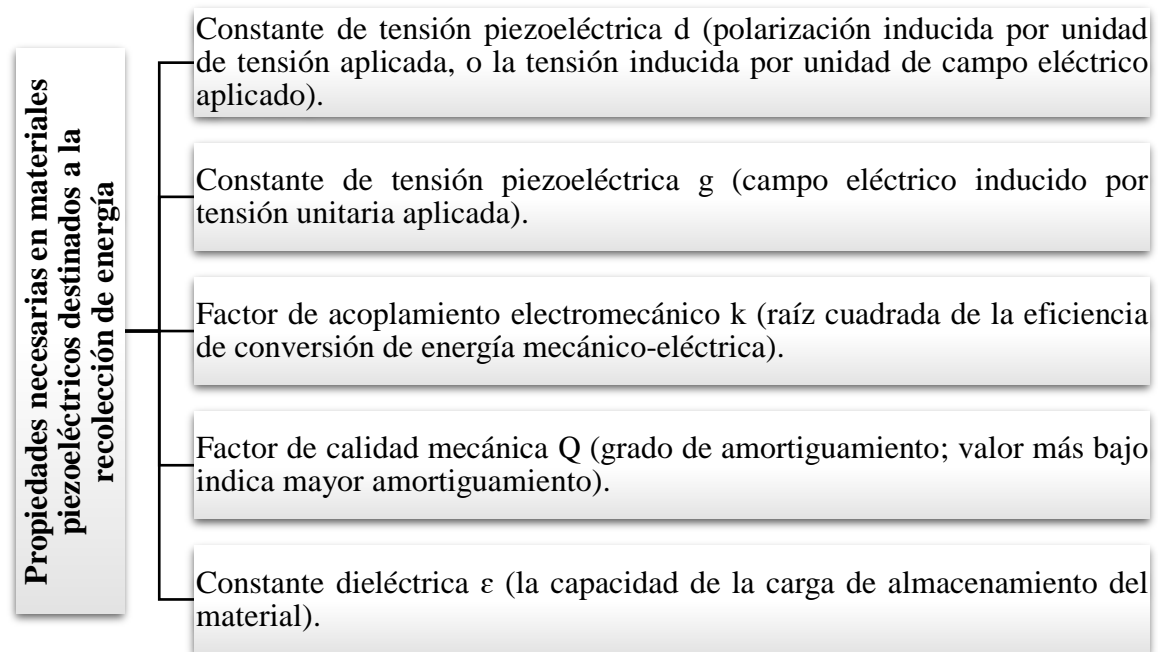 Propiedades necesarias en materiales
piezoeléctricos destinados a la
recolección de energía
Constante de tensión piezoeléctrica d (polarización inducida por unidad
de tensión aplicada, o la tensión inducida por unidad de campo eléctrico
aplicado).
Constante de tensión piezoeléctrica g (campo eléctrico inducido por
tensión unitaria aplicada).
Factor de acoplamiento electromecánico k (raíz cuadrada de la eficiencia
de conversión de energía mecánico-eléctrica).
Factor de calidad mecánica Q (grado de amortiguamiento; valor más bajo
indica mayor amortiguamiento).
Constante dieléctrica ε (la capacidad de la carga de almacenamiento del
material).